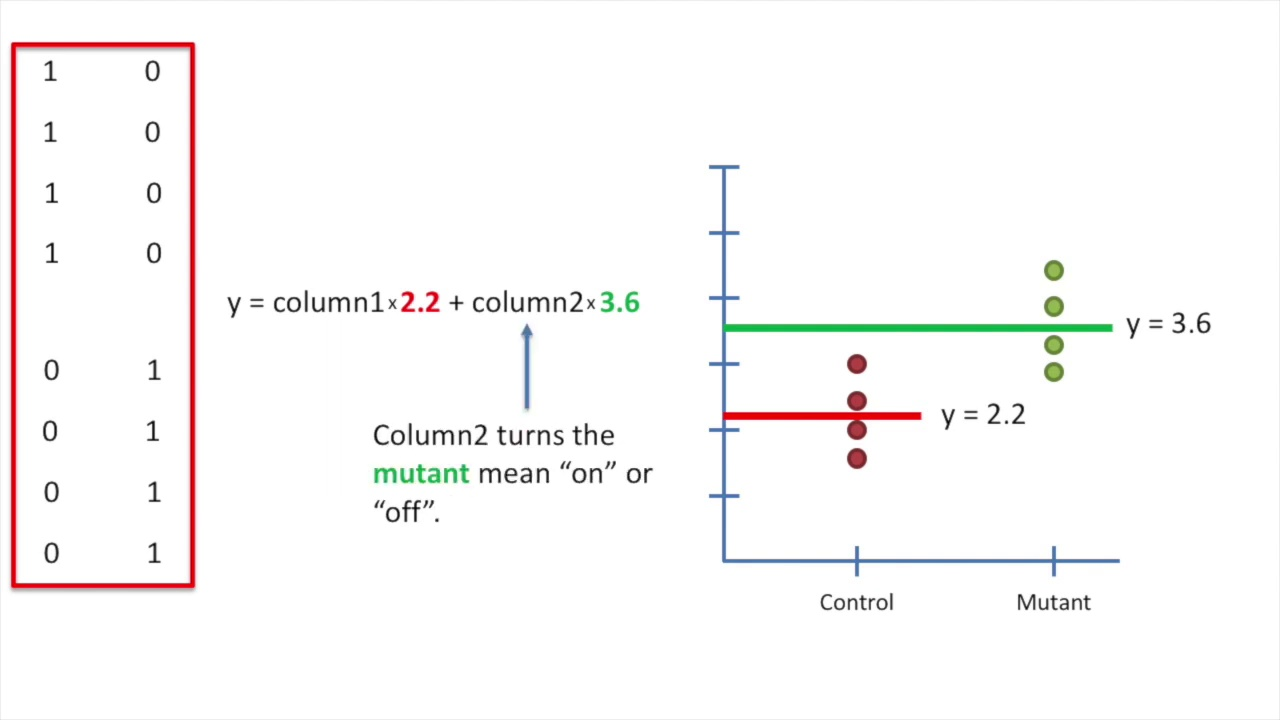 1 0
1 0
1 0
1 0
0 1
0 1
0 1
0 1
y = column1×2.2 + column2×3.6
Column2 turns the
mutant mean “on” or
“off”.
y = 3.6
y = 2.2
Control Mutant